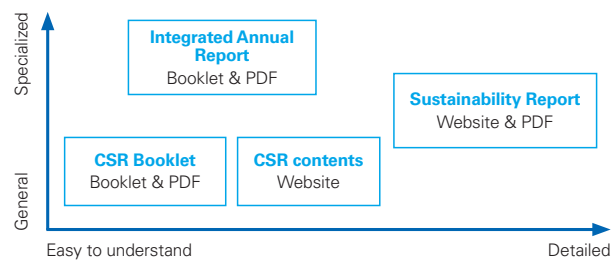 Specialized
General
Integrated Annual
Report
Booklet & PDF
Sustainability Report
Website & PDF
CSR Booklet
Booklet & PDF
CSR contents
Website
Easy to understand
Detailed